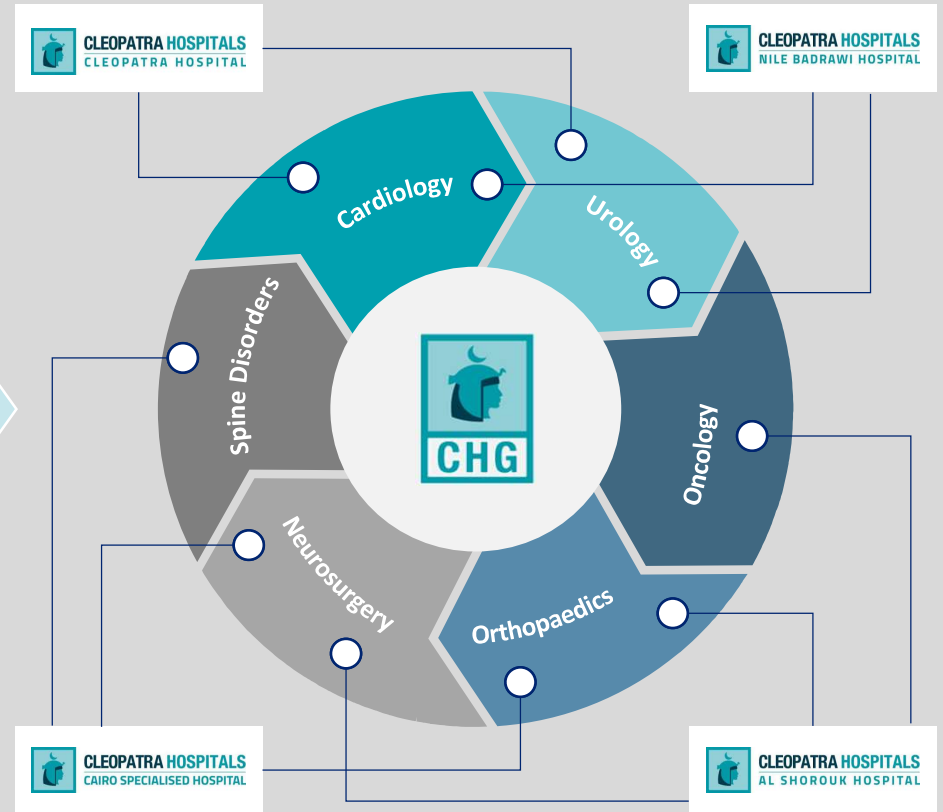 CLEOPATRA HOSPITALS
CLEOPATRA HOSPITAL
CLEOPATRA HOSPITALS
NILE BADRAWI HOSPITAL
Cardiology
Urology
Spine Disorders
Oncology
CHG
Neurosurgery
Orthopaedics
CLEOPATRA HOSPITALS
CAIRO SPECIALISED HOSPITAL
CLEOPATRA HOSPITALS
AL SHOROUK HOSPITAL